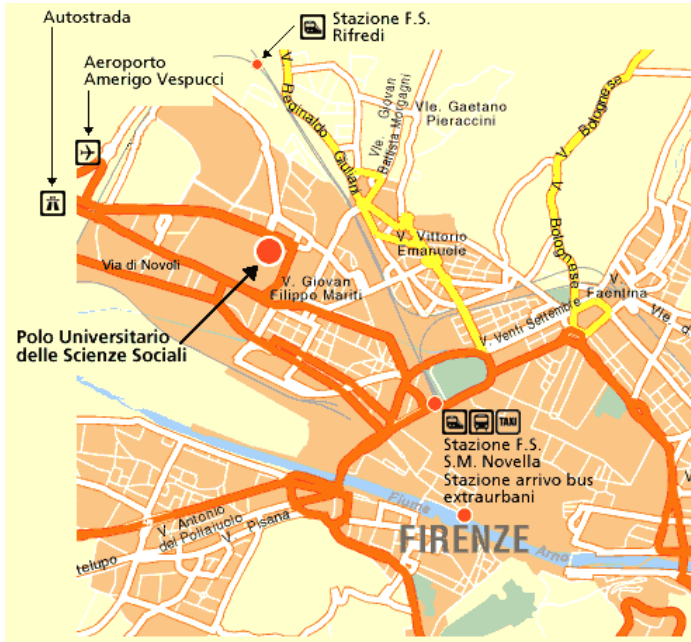 Autostrada
Stazione F.S.
Rifredi
Aeroporto
Amerigo Vespucci
V. Reginaldo Giuliani
Vle. Giovan
Battista Morgagni
Vle. Gaetano
Pieraccini
V. V. Bolognese
Bolognese
V. Vittorio
Emanuele
Via di Novoli
V. Giovan
Filippo Mariti
V.
Faentina
V. Venti Settembre
Vle. d
Polo Universitario
delle Scienze Sociali
TAXI
Stazione F.S.
S.M. Novella
Stazione arrivo bus
extraurbani
Fiume
Arno
FIRENZE
V. Antonio
del Pollaiuolo
V. Pisana
telupo